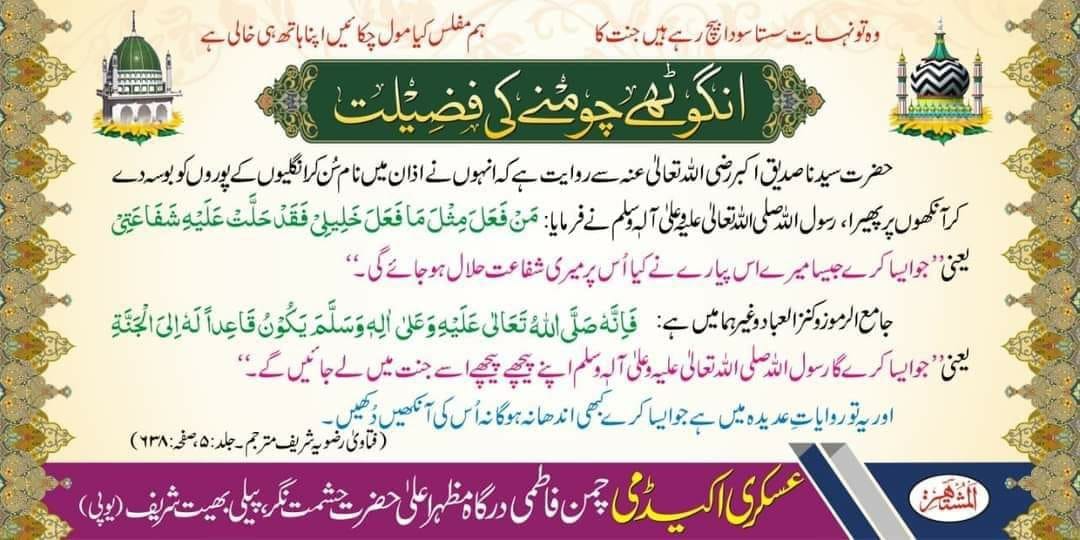 وہ تو نہایت سستا سودا بیچ رہے ہیں جنت کا ہم مفلس کیا مول چکائیں اپنا ہاتھ ہی خالی ہے
انگوٹھے چومنے کی فضیلت
حضرت سیدنا صدیق اکبر رضی اللہ تعالیٰ عنہ سے روایت ہے کہ انہوں نے اذان میں نام سُن کر انگلیوں کے پوروں کو بوسہ دے
کر آنکھوں پر پھیرا، رسول اللہ صلی اللہ تعالیٰ علیہ وعلیٰ آلہٖ وسلم نے فرمایا: مَنْ فَعَلَ مِثْلَ مَا فَعَلَ خَلِیْلِیْ فَقَدْ حَلَّتْ عَلَیْهِ شَفَاعَتِیْ
یعنی ’’جو ایسا کرے جیسا میرے اس پیارے نے کیا اُس پر میری شفاعت حلال ہو جائے گی۔‘‘
جامع الرموز و کنز العباد وغیرہما میں ہے: فَاِنَّهٗ صَلَّی اللهُ تَعَالیٰ عَلَیْهِ وَعَلیٰ اٰلِهٖ وَسَلَّمَ یَکُوْنُ قَاعِداً لَهٗ اِلَی الْجَنَّةِ
یعنی ’’جو ایسا کرے گا رسول اللہ صلی اللہ تعالیٰ علیہ وعلیٰ آلہٖ وسلم اپنے پیچھے پیچھے اسے جنت میں لے جائیں گے۔‘‘
اور یہ تو روایاتِ عدیدہ میں ہے جو ایسا کرے کبھی اندھا نہ ہوگا نہ اُس کی آنکھیں دُکھیں۔
(فتاویٰ رضویہ شریف مترجم۔ جلد: ۵، صفحہ: ۶۳۸)
المشتہر
عسکری اکیڈمی چمن فاطمی درگاہ مظہر اعلیٰ حضرت حشمت نگر، پیلی بھیت شریف (یوپی)